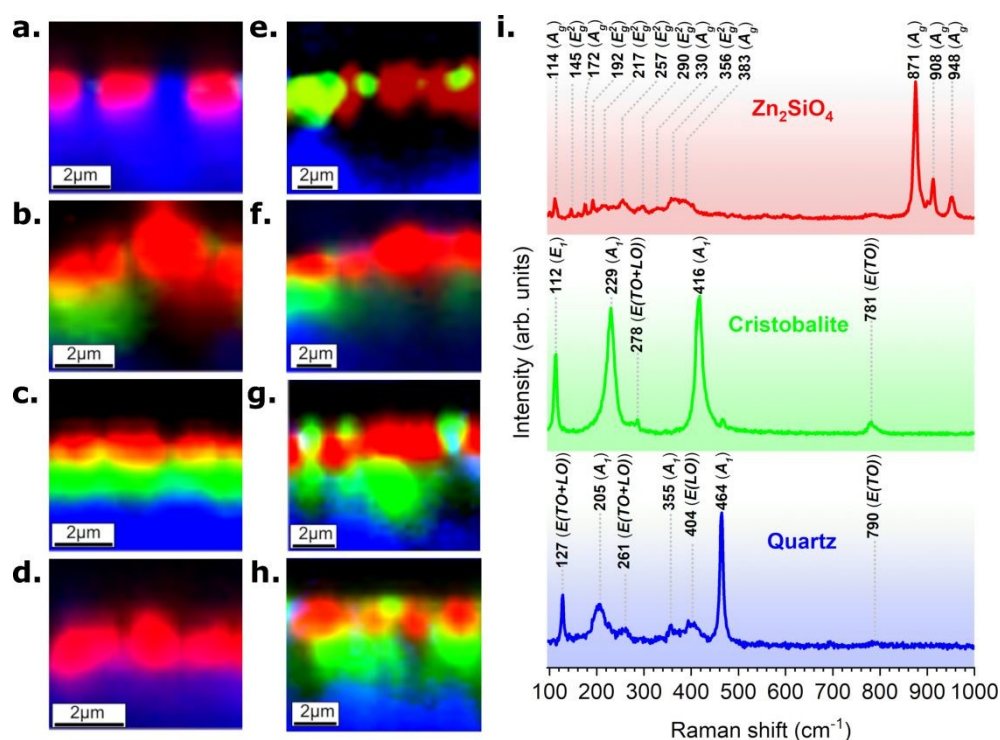 a.
2µm
b.
2µm
c.
2µm
d.
2µm
e.
2µm
f.
2µm
g.
2µm
h.
2µm
i.
114 (Ag)
145 (E2g)
172 (Ag)
192 (E2g)
217 (E2g)
257 (E2g)
290 (E2g)
330 (Ag)
356 (E2g)
383 (Ag)
871 (Ag)
908 (Ag)
948 (Ag)
Zn2SiO4
112 (E1)
229 (A1)
278 (E(TO+LO))
416 (A1)
781 (E(TO))
Cristobalite
127 (E(TO+LO))
205 (A1)
261 (E(TO+LO))
355 (A1)
404 (E(LO))
464 (A1)
790 (E(TO))
Quartz
Intensity (arb. units)
100 200 300 400 500 600 700 800 900 1000
Raman shift (cm-1)